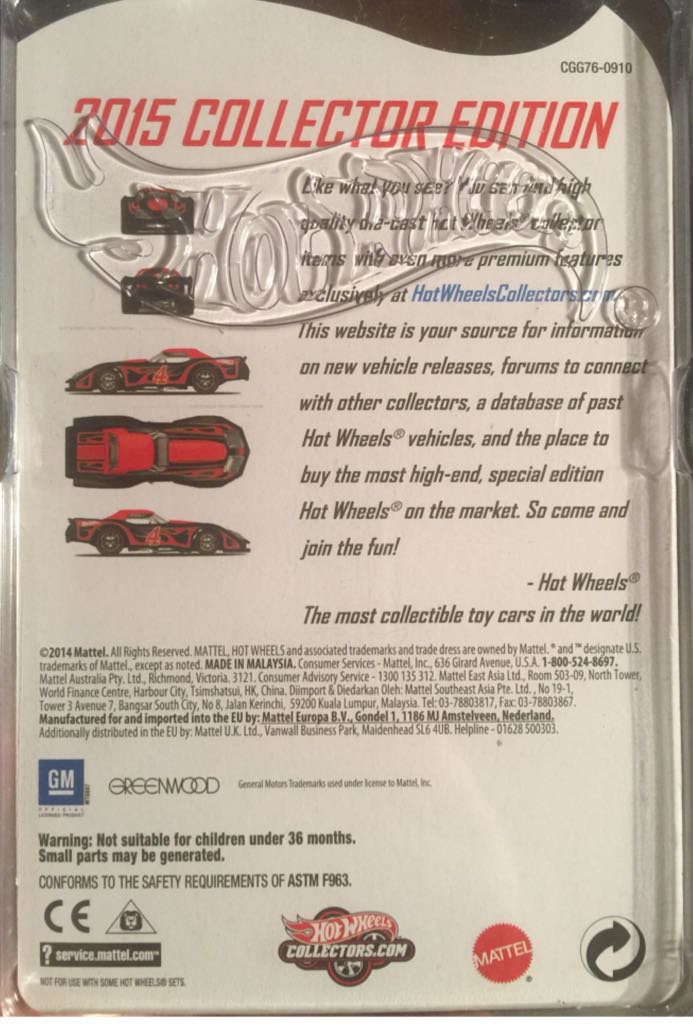 CGG76-0910
2015 COLLECTOR EDITION
Like what you see? You can find high
quality die-cast Hot Wheels® collector
items with even more premium features
exclusively at HotWheelsCollectors.com.
This website is your source for information
on new vehicle releases, forums to connect
with other collectors, a database of past
Hot Wheels® vehicles, and the place to
buy the most high-end, special edition
Hot Wheels® on the market. So come and
join the fun!
- Hot Wheels®
The most collectible toy cars in the world!
4
4
©2014 Mattel. All Rights Reserved. MATTEL, HOT WHEELS and associated trademarks and trade dress are owned by Mattel. ® and ™ designate U.S.
trademarks of Mattel., except as noted. MADE IN MALAYSIA. Consumer Services - Mattel, Inc., 636 Girard Avenue, U.S.A. 1-800-524-8697.
Mattel Australia Pty. Ltd., Richmond, Victoria. 3121. Consumer Advisory Service - 1300 135 312. Mattel East Asia Ltd., Room 503-09, North Tower,
World Finance Centre, Harbour City, Tsimshatsui, HK, China. Diimport & Diedarkan Oleh: Mattel Southeast Asia Pte. Ltd. , No 19-1,
Tower 3 Avenue 7, Bangsar South City, No 8, Jalan Kerinchi, 59200 Kuala Lumpur, Malaysia. Tel:03-78803817, Fax: 03-78803867.
Manufactured for and imported into the EU by: Mattel Europa B.V., Gondel 1, 1186 MJ Amstelveen, Nederland.
Additionally distributed in the EU by: Mattel U.K. Ltd., Vanwall Business Park, Maidenhead SL6 4UB. Helpline - 01628 500303.
GM
OFFICIAL
LICENSED PRODUCT
GREENWOOD
General Motors Trademarks used under license to Mattel, Inc.
Warning: Not suitable for children under 36 months.
Small parts may be generated.
CONFORMS TO THE SAFETY REQUIREMENTS OF ASTM F963.
CE
? service.mattel.com™
NOT FOR USE WITH SOME HOT WHEELS® SETS.
HOT WHEELS
COLLECTORS.COM
MATTEL®